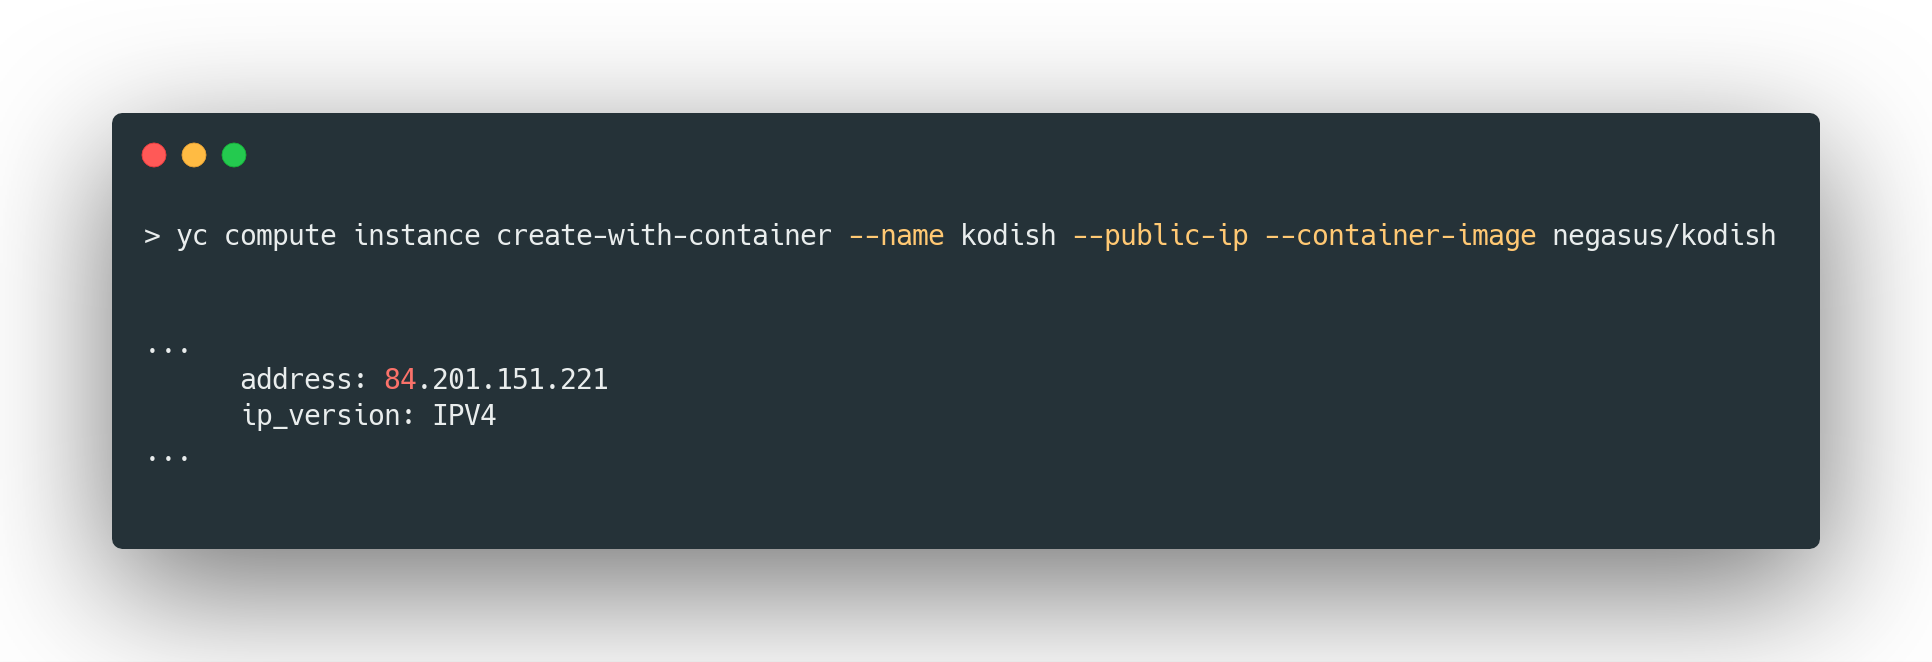 > yc compute instance create-with-container --name kodish --public-ip --container-image negasus/kodish
...
address: 84.201.151.221
ip_version: IPV4
...